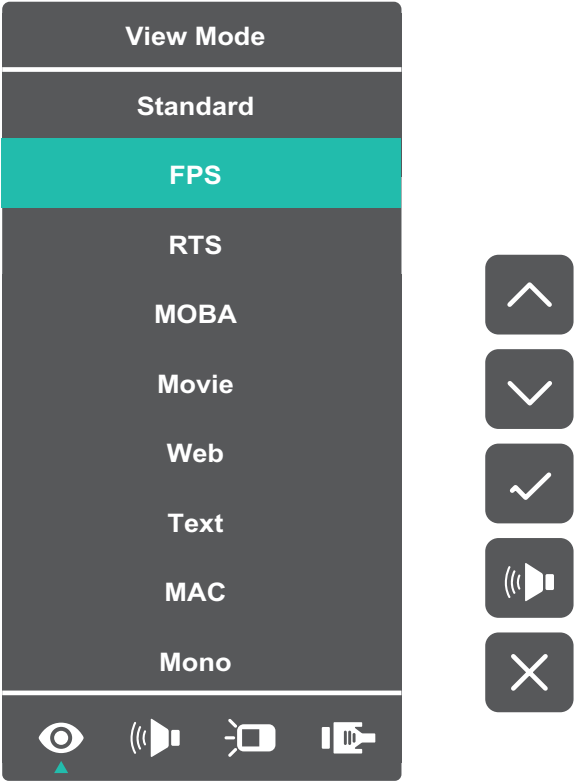 View Mode
Standard
FPS
RTS
MOBA
Movie
Web
Text
MAC
Mono